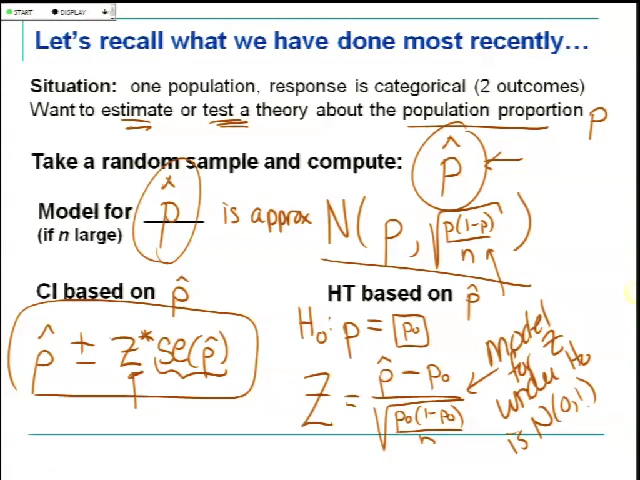 START DISPLAY
Let's recall what we have done most recently…
Situation: one population, response is categorical (2 outcomes)
Want to estimate or test a theory about the population proportion p
Take a random sample and compute: p̂
Model for p̂ is approx N(p, √(p(1-p)/n))
(if n large)
CI based on p̂
p̂ ± z* se(p̂)
HT based on p̂
H₀: p = p₀
Z = (p̂ - p₀) / √(p₀(1-p₀)/n)
Model
for Z
under H₀
is N(0,1)